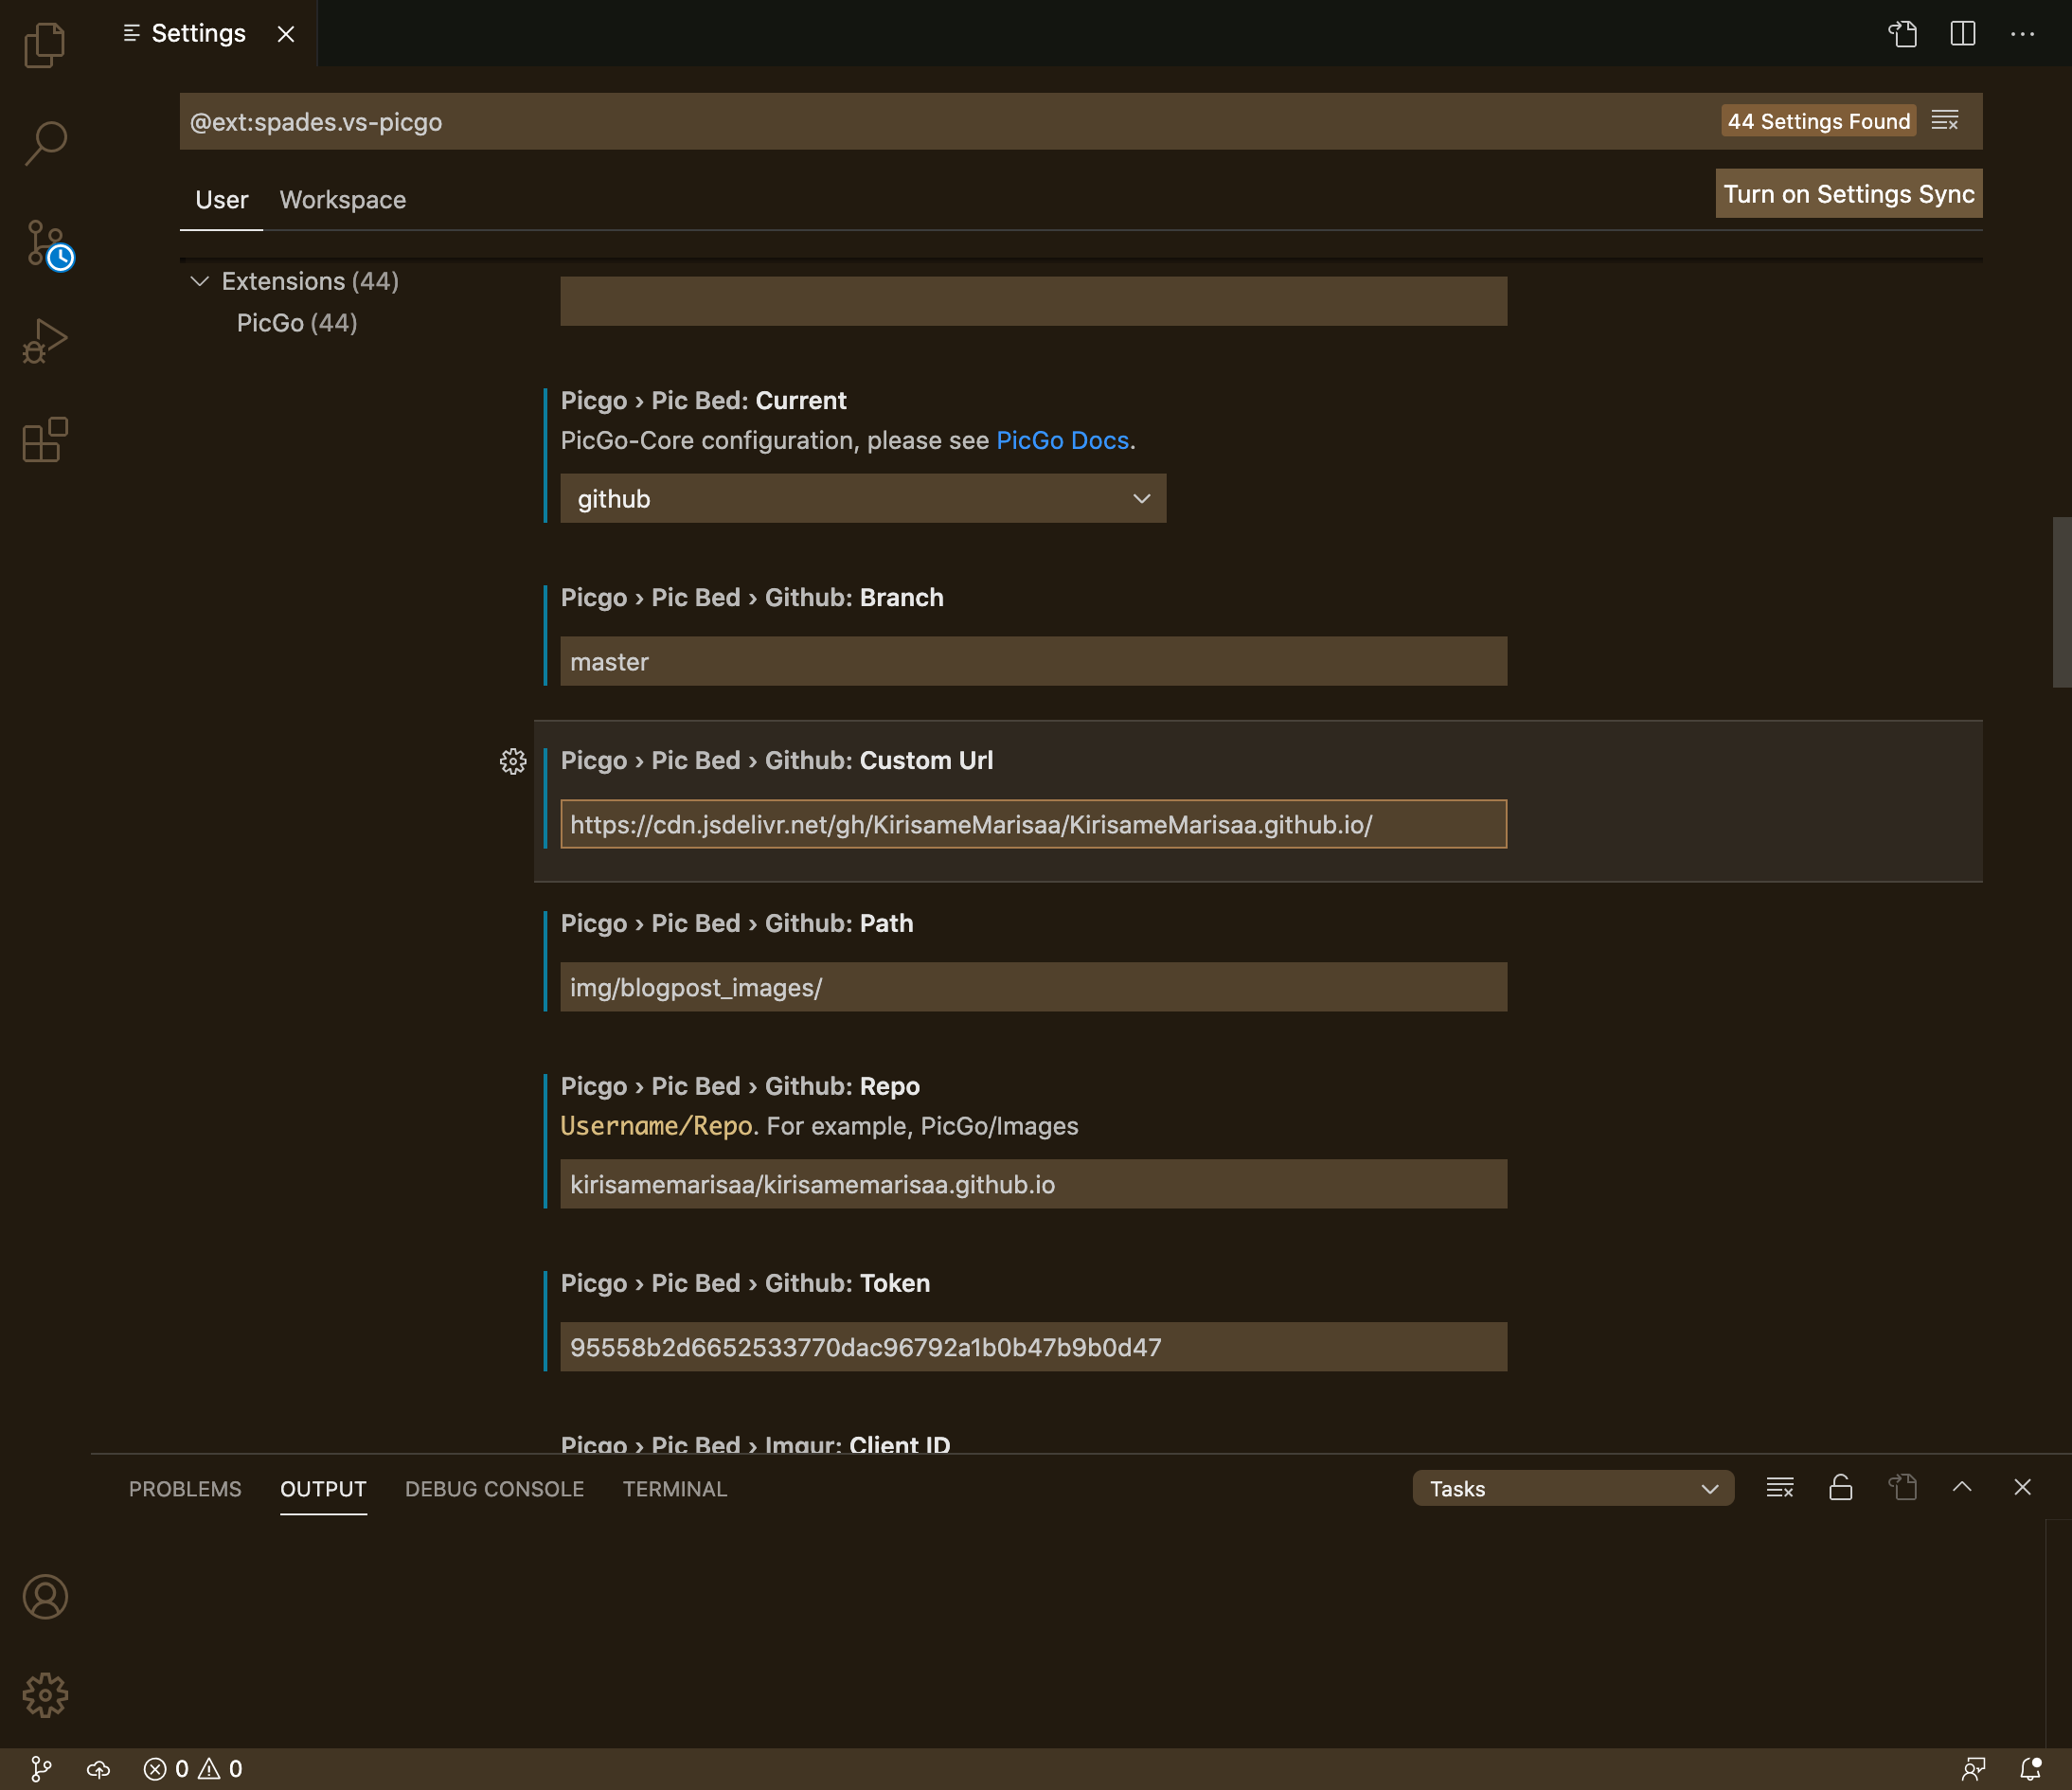 Settings
@ext:spades.vs-picgo
44 Settings Found
User Workspace
Turn on Settings Sync
Extensions (44)
PicGo (44)
Picgo › Pic Bed: Current
PicGo-Core configuration, please see PicGo Docs.
github
Picgo › Pic Bed › Github: Branch
master
Picgo › Pic Bed › Github: Custom Url
https://cdn.jsdelivr.net/gh/KirisameMarisaa/KirisameMarisaa.github.io/
Picgo › Pic Bed › Github: Path
img/blogpost_images/
Picgo › Pic Bed › Github: Repo
Username/Repo. For example, PicGo/Images
kirisamemarisaa/kirisamemarisaa.github.io
Picgo › Pic Bed › Github: Token
95558b2d6652533770dac96792a1b0b47b9b0d47
Picgo › Pic Bed › Imgur: Client ID
PROBLEMS OUTPUT DEBUG CONSOLE TERMINAL
Tasks
0 0